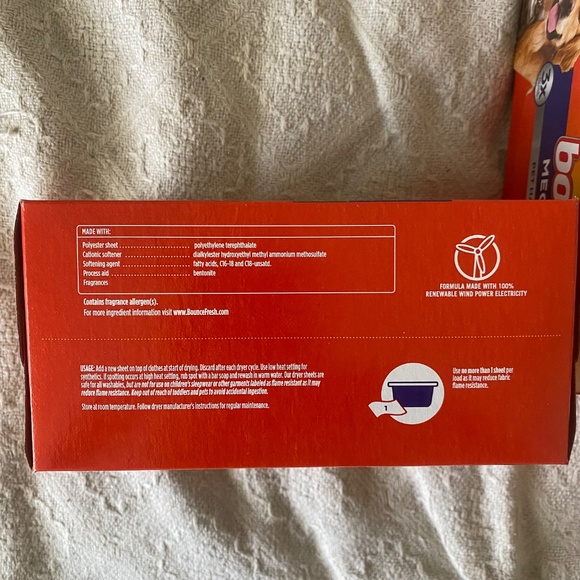 3x
bo
MEG
PET HA
MADE WITH:
Polyester sheet ........ polyethylene terephthalate
Cationic softener ........ dialkylester hydroxyethyl methyl ammonium methosulfate
Softening agent ........ fatty acids, C16-18 and C18-unsatd.
Process aid ........ bentonite
Fragrances
Contains fragrance allergen(s).
For more ingredient information visit www.BounceFresh.com
FORMULA MADE WITH 100%
RENEWABLE WIND POWER ELECTRICITY
USAGE: Add a new sheet on top of clothes at start of drying. Discard after each dryer cycle. Use low heat setting for
synthetics. If spotting occurs at high heat setting, rub spot with a bar soap and rewash in warm water. Our dryer sheets are
safe for all washables, but are not for use on children's sleepwear or other garments labeled as flame resistant as it may
reduce flame resistance. Keep out of reach of toddlers and pets to avoid accidental ingestion.
Store at room temperature. Follow dryer manufacturer's instructions for regular maintenance.
1
Use no more than 1 sheet per
load as it may reduce fabric
flame resistance.